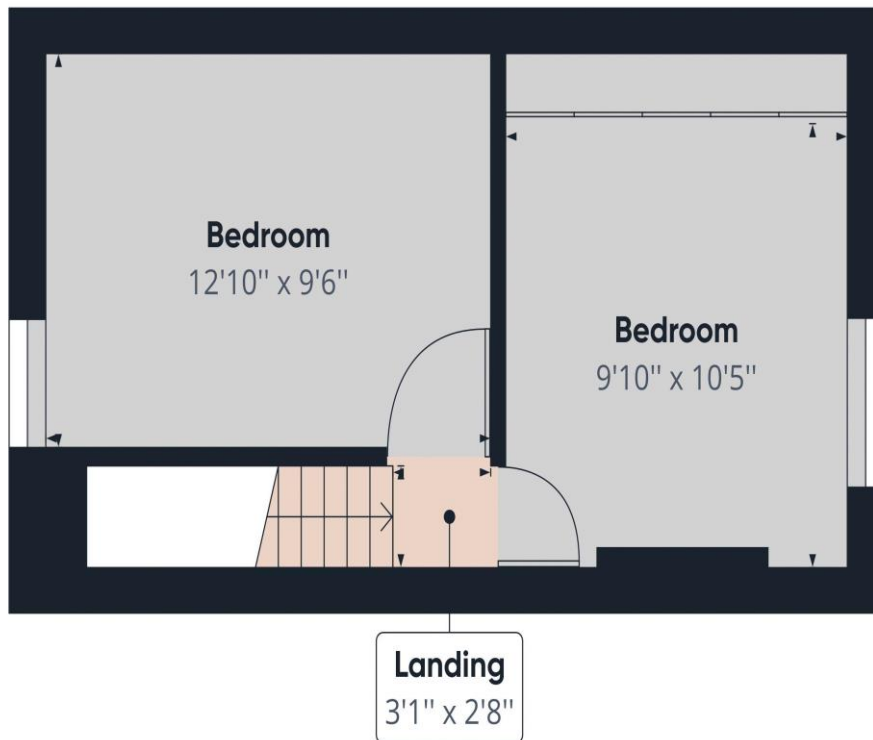 Bedroom
12'10" x 9'6"
Bedroom
9'10" x 10'5"
Landing
3'1" x 2'8"